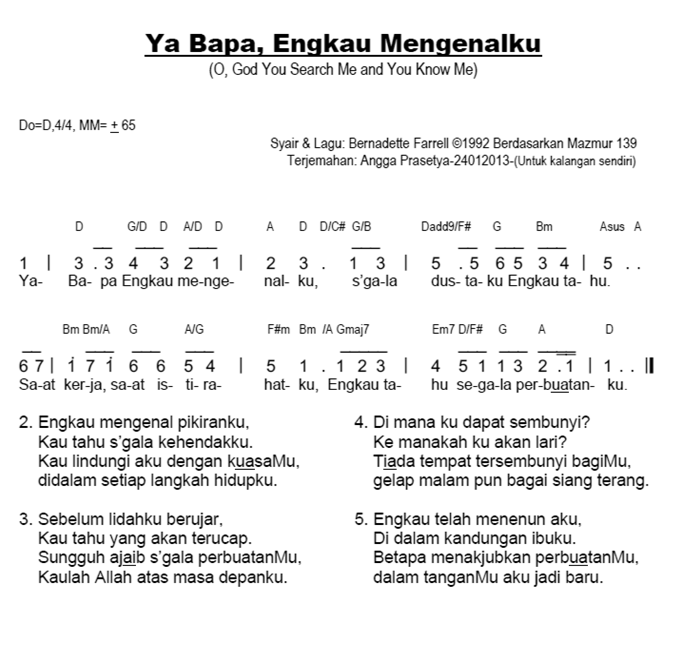 Ya Bapa, Engkau Mengenalku
(O, God You Search Me and You Know Me)
Do=D,4/4, MM= ± 65
Syair & Lagu: Bernadette Farrell ©1992 Berdasarkan Mazmur 139
Terjemahan: Angga Prasetya-24012013-(Untuk kalangan sendiri)
D G/D D A/D D A D D/C# G/B Dadd9/F# G Bm Asus A
1 | 3 . 3 4 3 2 1 | 2 3 . 1 3 | 5 . 5 6 5 3 4 | 5 . .
Ya- Ba- pa Engkau me-nge- nal- ku, s'ga-la dus- ta- ku Engkau ta- hu.
Bm Bm/A G A/G F#m Bm /A Gmaj7 Em7 D/F# G A D
6 7 | i 7 i 6 6 5 4 | 5 1 . 1 2 3 | 4 5 1 1 3 2 . 1 | 1 . . ||
Sa-at ker-ja, sa-at is- ti- ra- hat- ku, Engkau ta- hu se-ga-la per-buatan- ku.
2. Engkau mengenal pikiranku,
Kau tahu s'gala kehendakku.
Kau lindungi aku dengan kuasaMu,
didalam setiap langkah hidupku.
3. Sebelum lidahku berujar,
Kau tahu yang akan terucap.
Sungguh ajaib s'gala perbuatanMu,
Kaulah Allah atas masa depanku.
4. Di mana ku dapat sembunyi?
Ke manakah ku akan lari?
Tiada tempat tersembunyi bagiMu,
gelap malam pun bagai siang terang.
5. Engkau telah menenun aku,
Di dalam kandungan ibuku.
Betapa menakjubkan perbuatanMu,
dalam tanganMu aku jadi baru.